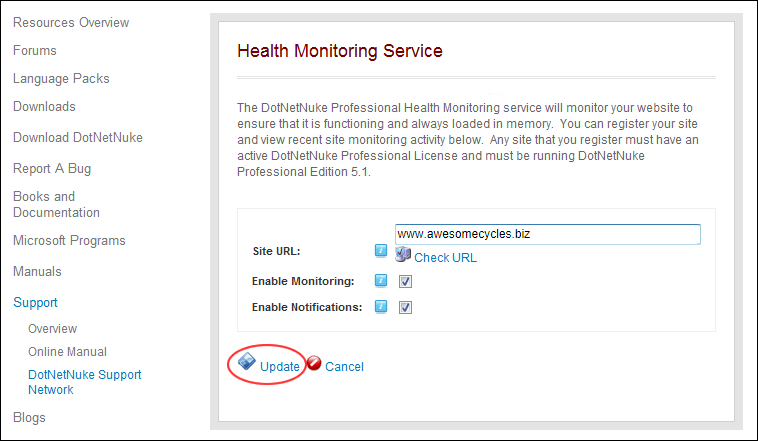 Resources Overview
Forums
Language Packs
Downloads
Download DotNetNuke
Report A Bug
Books and
Documentation
Microsoft Programs
Manuals
Support
Overview
Online Manual
DotNetNuke Support
Network
Blogs
Health Monitoring Service
The DotNetNuke Professional Health Monitoring service will monitor your website to
ensure that it is functioning and always loaded in memory. You can register your site
and view recent site monitoring activity below. Any site that you register must have an
active DotNetNuke Professional License and must be running DotNetNuke
Professional Edition 5.1.
www.awesomecycles.biz
Site URL:
Check URL
Enable Monitoring:
Enable Notifications:
Update Cancel